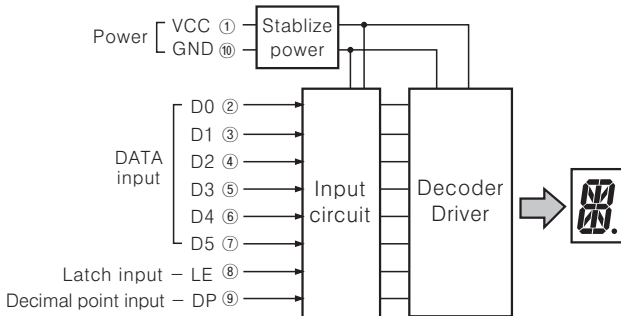 Power
VCC ①
GND ⑩
Stablize
power
DATA
input
D0 ②
D1 ③
D2 ④
D3 ⑤
D4 ⑥
D5 ⑦
Latch input – LE ⑧
Decimal point input – DP ⑨
Input
circuit
Decoder
Driver